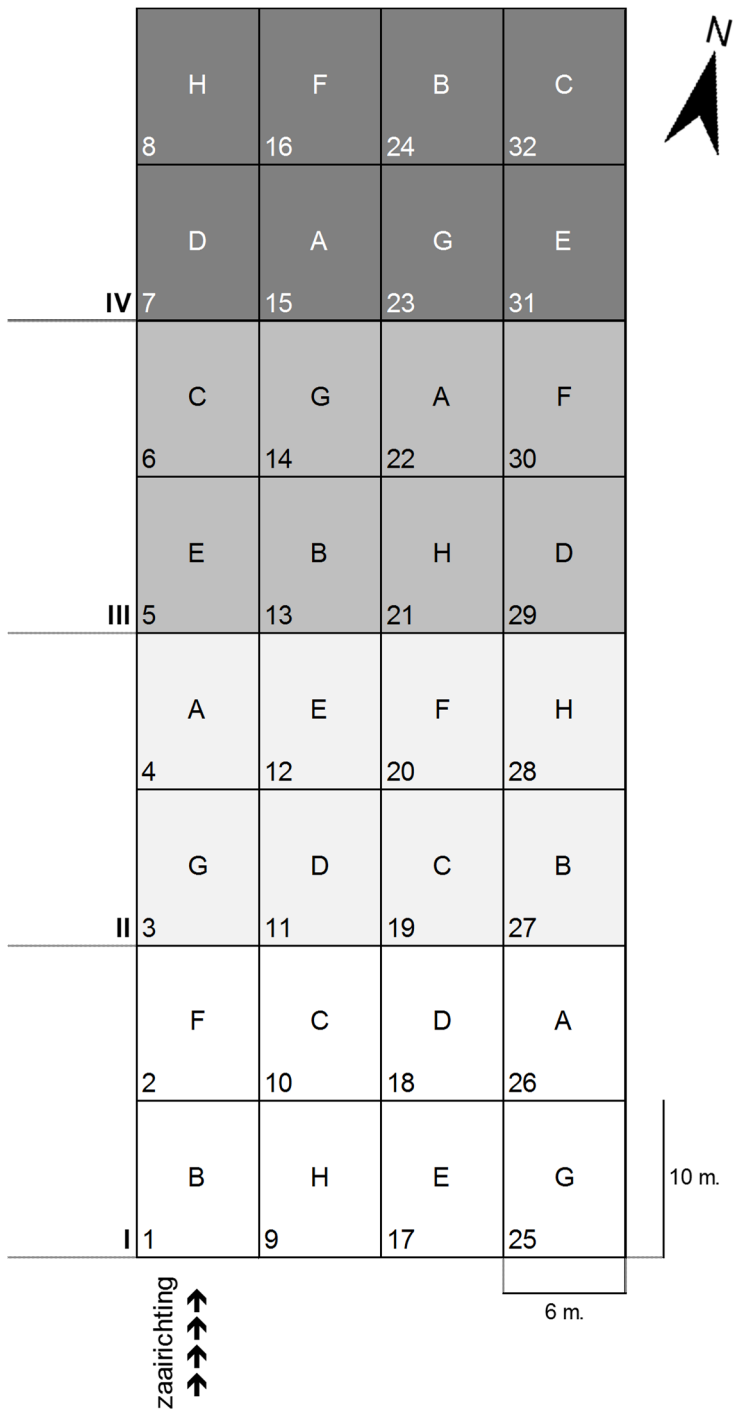 N
H F B C
8 16 24 32
D A G E
IV 7 15 23 31
C G A F
6 14 22 30
E B H D
III 5 13 21 29
A E F H
4 12 20 28
G D C B
II 3 11 19 27
F C D A
2 10 18 26
B H E G
10 m.
I 1 9 17 25
6 m.
zaairichting